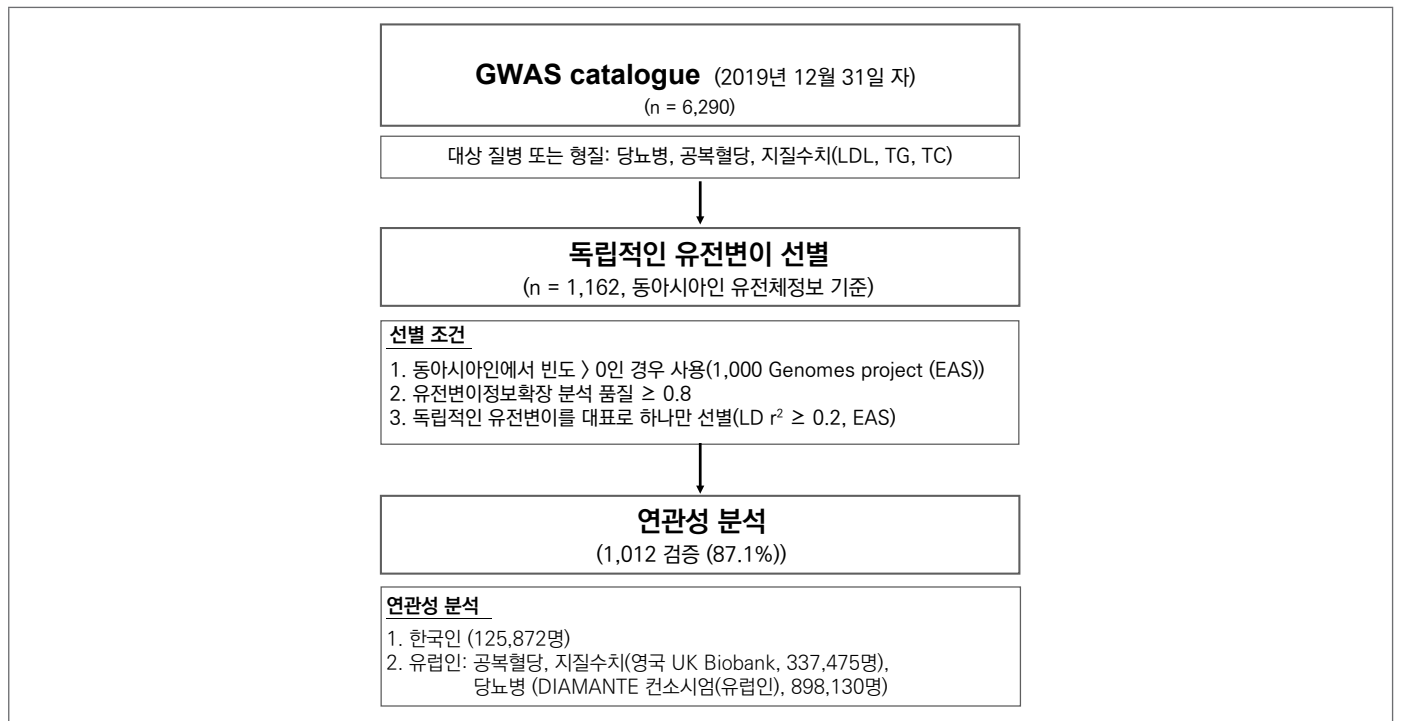 GWAS catalogue (2019년 12월 31일 자)
(n = 6,290)
대상 질병 또는 형질: 당뇨병, 공복혈당, 지질수치(LDL, TG, TC)
독립적인 유전변이 선별
(n = 1,162, 동아시아인 유전체정보 기준)
선별 조건
1. 동아시아인에서 빈도 > 0인 경우 사용(1,000 Genomes project (EAS))
2. 유전변이정보확장 분석 품질 ≥ 0.8
3. 독립적인 유전변이를 대표로 하나만 선별(LD r² ≥ 0.2, EAS)
연관성 분석
(1,012 검증 (87.1%))
연관성 분석
1. 한국인 (125,872명)
2. 유럽인: 공복혈당, 지질수치(영국 UK Biobank, 337,475명),
당뇨병 (DIAMANTE 컨소시엄(유럽인), 898,130명)